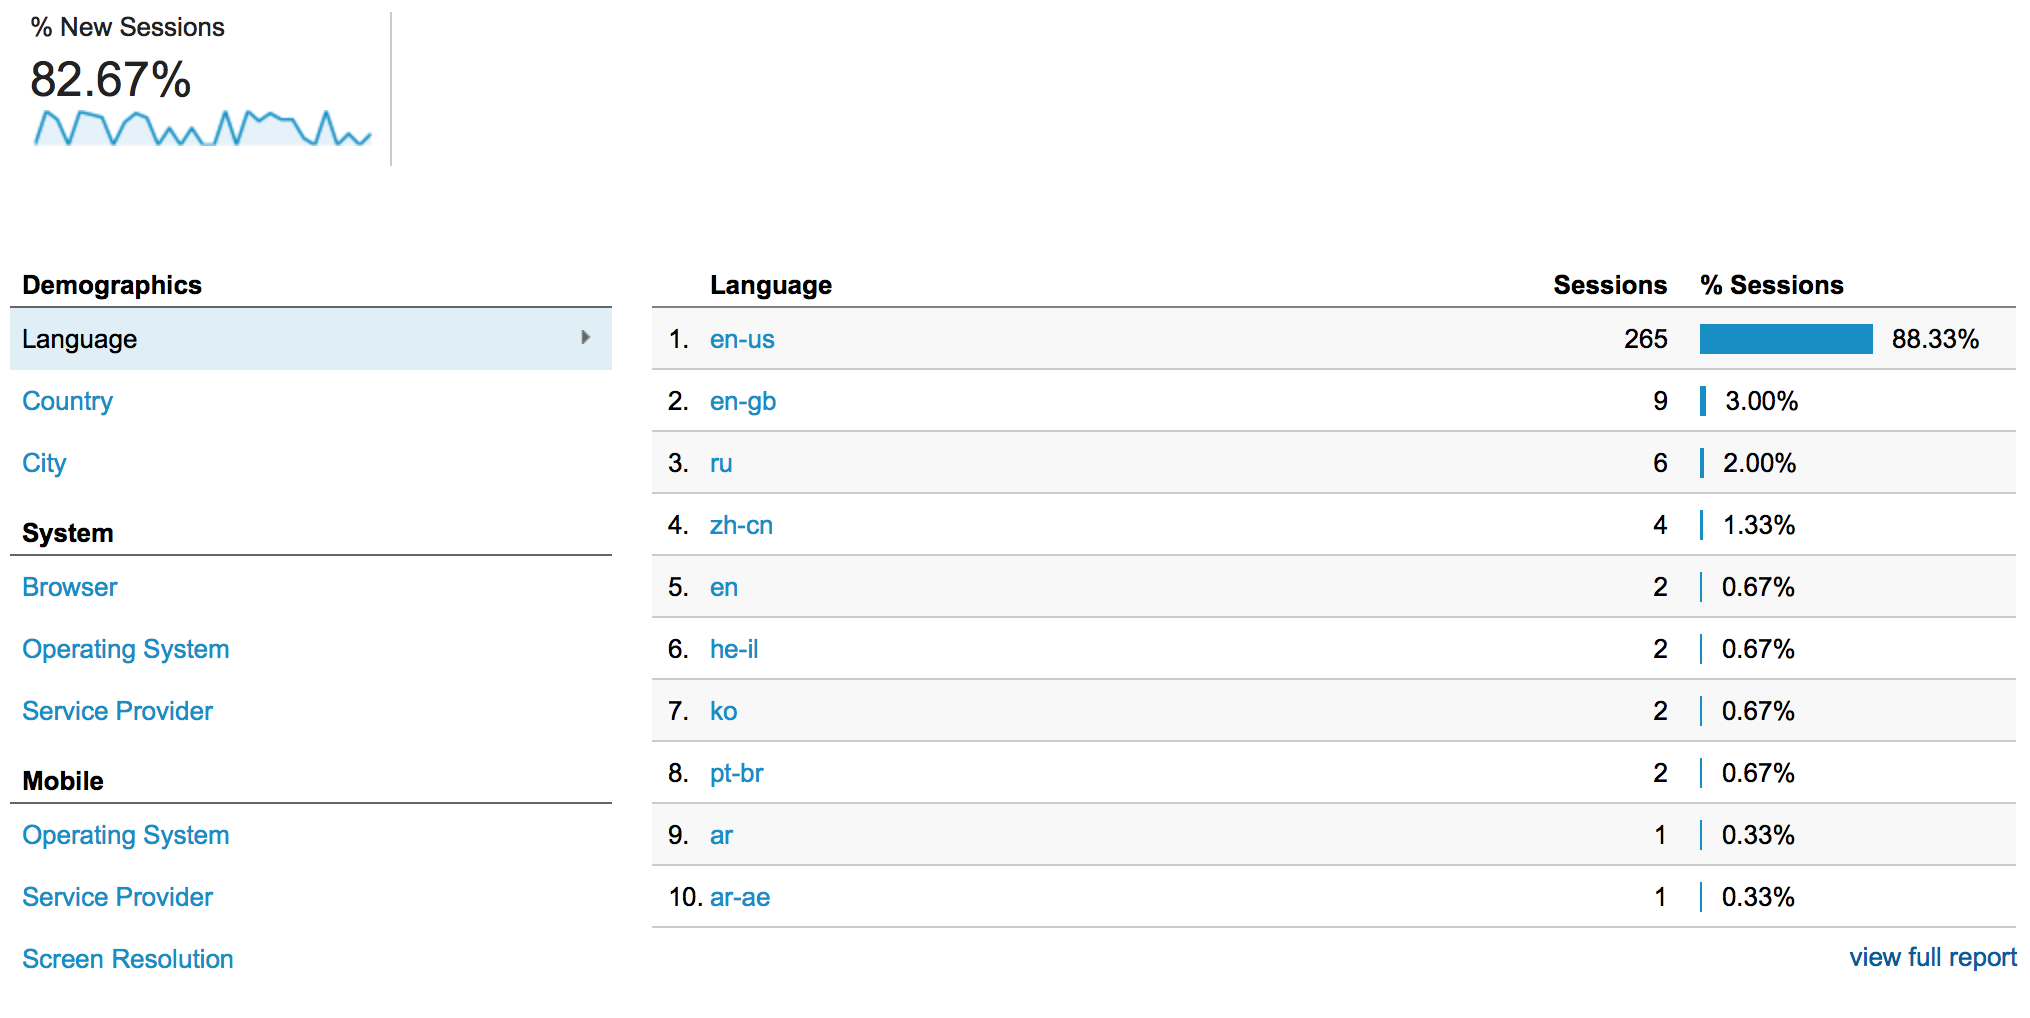 % New Sessions
82.67%
Demographics
Language
Country
City
System
Browser
Operating System
Service Provider
Mobile
Operating System
Service Provider
Screen Resolution
Language Sessions % Sessions
1. en-us 265 88.33%
2. en-gb 9 3.00%
3. ru 6 2.00%
4. zh-cn 4 1.33%
5. en 2 0.67%
6. he-il 2 0.67%
7. ko 2 0.67%
8. pt-br 2 0.67%
9. ar 1 0.33%
10. ar-ae 1 0.33%
view full report